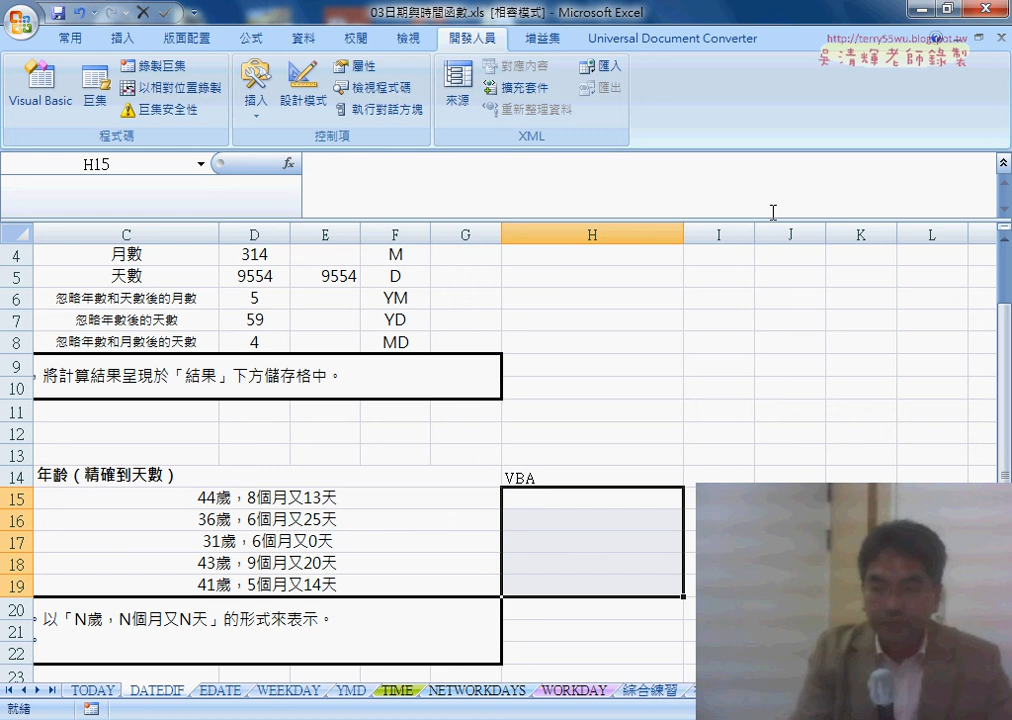 03日期與時間函數.xls [相容模式] - Microsoft Excel
常用 插入 版面配置 公式 資料 校閱 檢視 開發人員 增益集 Universal Document Converter
http://terry55wu.blogspot.tw
吳清輝老師錄製
Visual Basic 巨集 錄製巨集 以相對位置錄製 巨集安全性
程式碼
插入 設計模式 屬性 檢視程式碼 執行對話方塊
控制項
來源 對應內容 擴充套件 重新整理資料 匯入 匯出
XML
H15 fx
C D E F G H I J K L
4 月數 314 M
5 天數 9554 9554 D
6 忽略年數和天數後的月數 5 YM
7 忽略年數後的天數 59 YD
8 忽略年數和月數後的天數 4 MD
9
，將計算結果呈現於「結果」下方儲存格中。
10
11
12
13
14 年齡（精確到天數） VBA
15 44歲，8個月又13天
16 36歲，6個月又25天
17 31歲，6個月又0天
18 43歲，9個月又20天
19 41歲，5個月又14天
20 。以「N歲，N個月又N天」的形式來表示。
21 。
22
23
TODAY DATEDIF EDATE WEEKDAY YMD TIME NETWORKDAYS WORKDAY 綜合練習
就緒